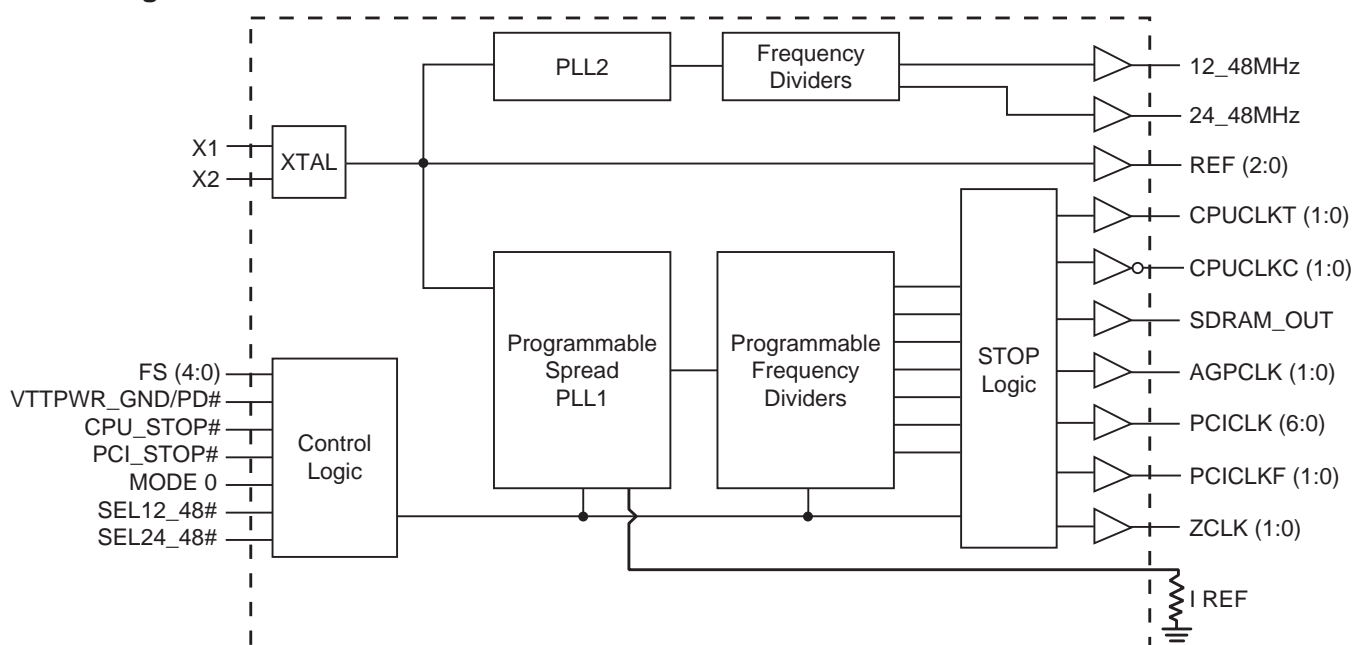 PLL2
Frequency
Dividers
12_48MHz
24_48MHz
X1
X2
XTAL
REF (2:0)
CPUCLKT (1:0)
CPUCLKC (1:0)
SDRAM_OUT
AGPCLK (1:0)
PCICLK (6:0)
PCICLKF (1:0)
ZCLK (1:0)
Programmable
Spread
PLL1
Programmable
Frequency
Dividers
STOP
Logic
FS (4:0)
VTTPWR_GND/PD#
CPU_STOP#
PCI_STOP#
MODE 0
SEL12_48#
SEL24_48#
Control
Logic
I REF